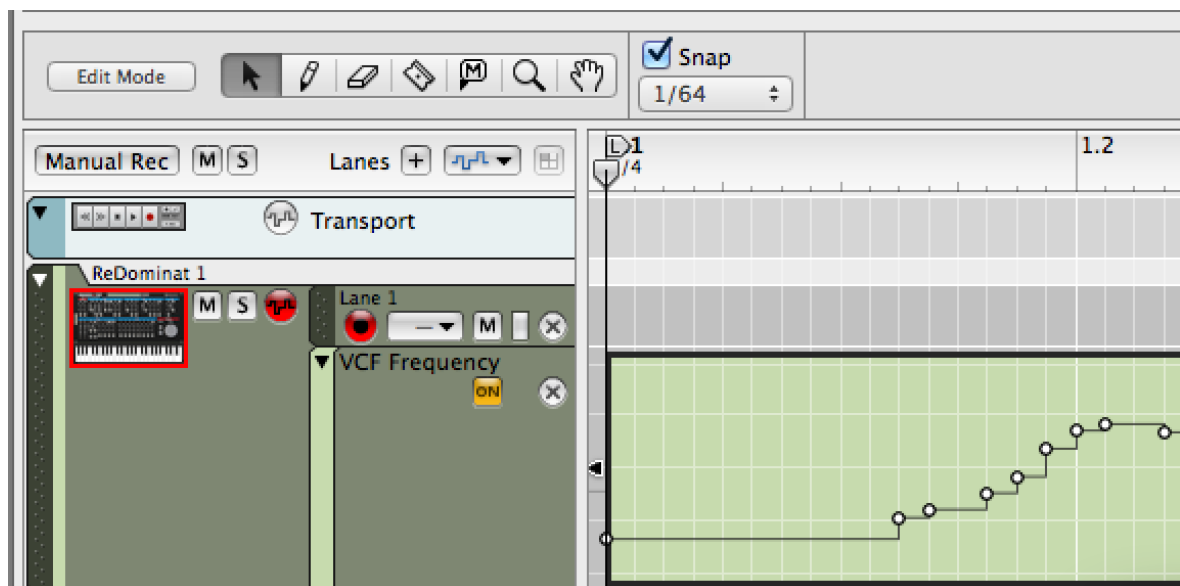 Edit Mode
M
Snap
1/64
Manual Rec M S Lanes +
L 1
/4
1.2
Transport
ReDominat 1
M S
Lane 1
M
VCF Frequency
ON